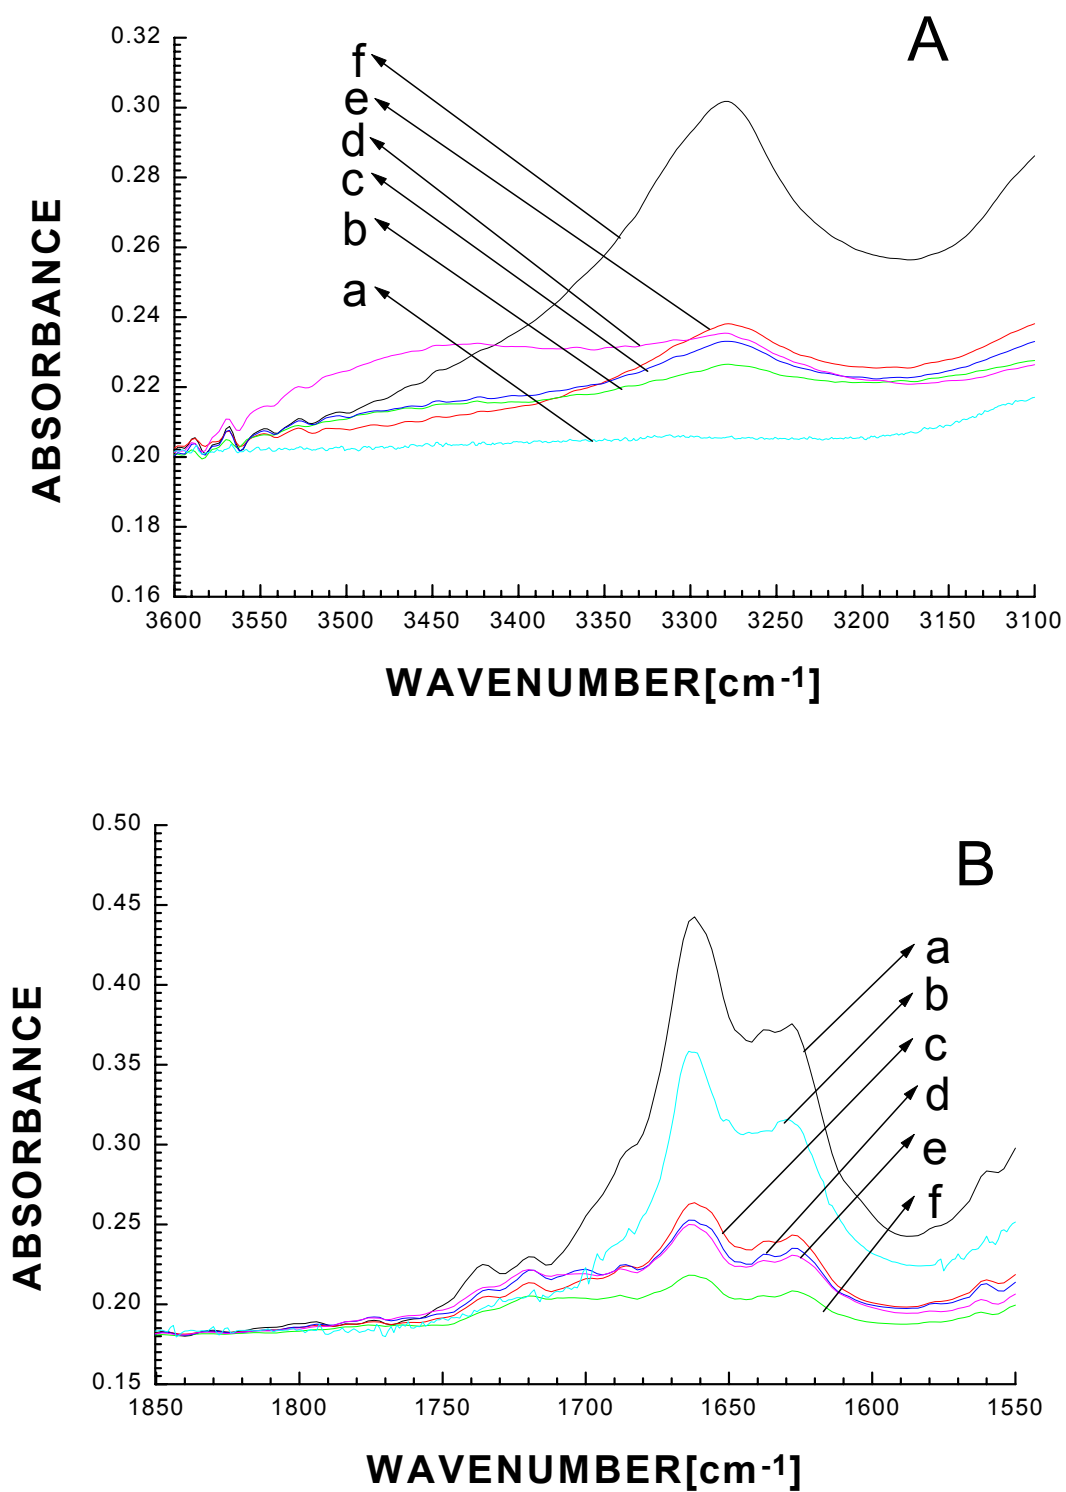 A
0.32
0.30
0.28
0.26
0.24
0.22
0.20
0.18
0.16
f
e
d
c
b
a
ABSORBANCE
3600 3550 3500 3450 3400 3350 3300 3250 3200 3150 3100
WAVENUMBER[cm-1]
B
0.50
0.45
0.40
0.35
0.30
0.25
0.20
0.15
a
b
c
d
e
f
ABSORBANCE
1850 1800 1750 1700 1650 1600 1550
WAVENUMBER[cm-1]